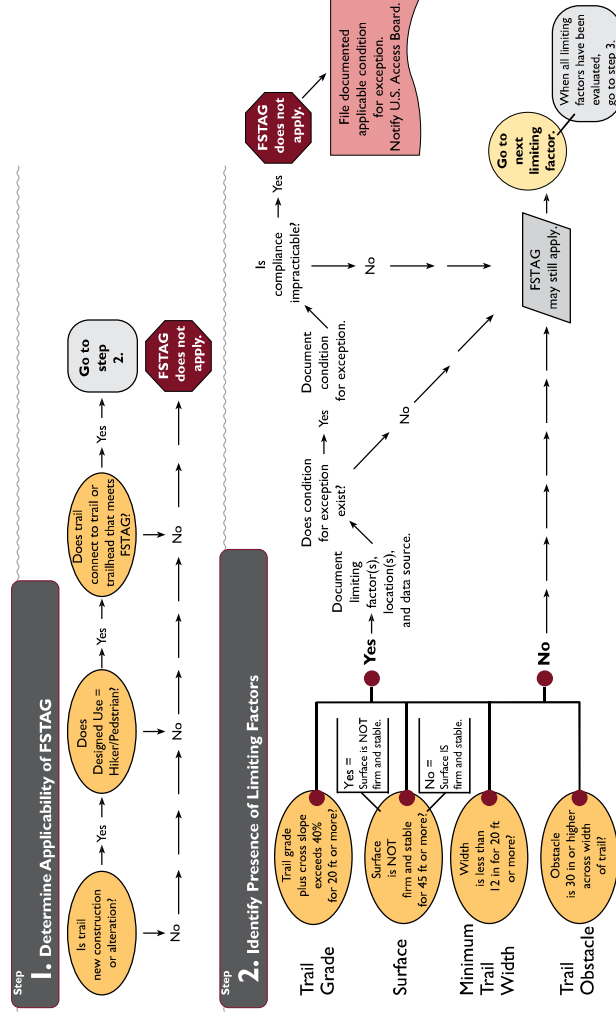 Step
1. Determine Applicability of FSTAG
Is trail
new construction
or alteration?
Yes
Does
Designed Use =
Hiker/Pedstrian?
Yes
Does trail
connect to trail or
trailhead that meets
FSTAG?
Yes
Go to
step
2.
No
No
No
FSTAG
does not
apply.
Step
2. Identify Presence of Limiting Factors
Trail
Grade
Trail grade
plus cross slope
exceeds 40%
for 20 ft or more?
Surface
Surface
is NOT
firm and stable
for 45 ft or more?
Yes =
Surface is NOT
firm and stable.
No =
Surface IS
firm and stable.
Minimum
Trail
Width
Width
is less than
12 in for 20 ft
or more?
Trail
Obstacle
Obstacle
is 30 in or higher
across width
of trail?
Yes
Document
limiting
factor(s),
location(s),
and data source.
Does condition
for exception
exist?
Yes
Document
condition
for exception.
Is
compliance
impracticable?
Yes
FSTAG
does not
apply.
File documented
applicable condition
for exception.
Notify U.S. Access Board.
No
No
No
FSTAG
may still apply.
Go to
next
limiting
factor.
When all limiting
factors have been
evaluated,
go to step 3.